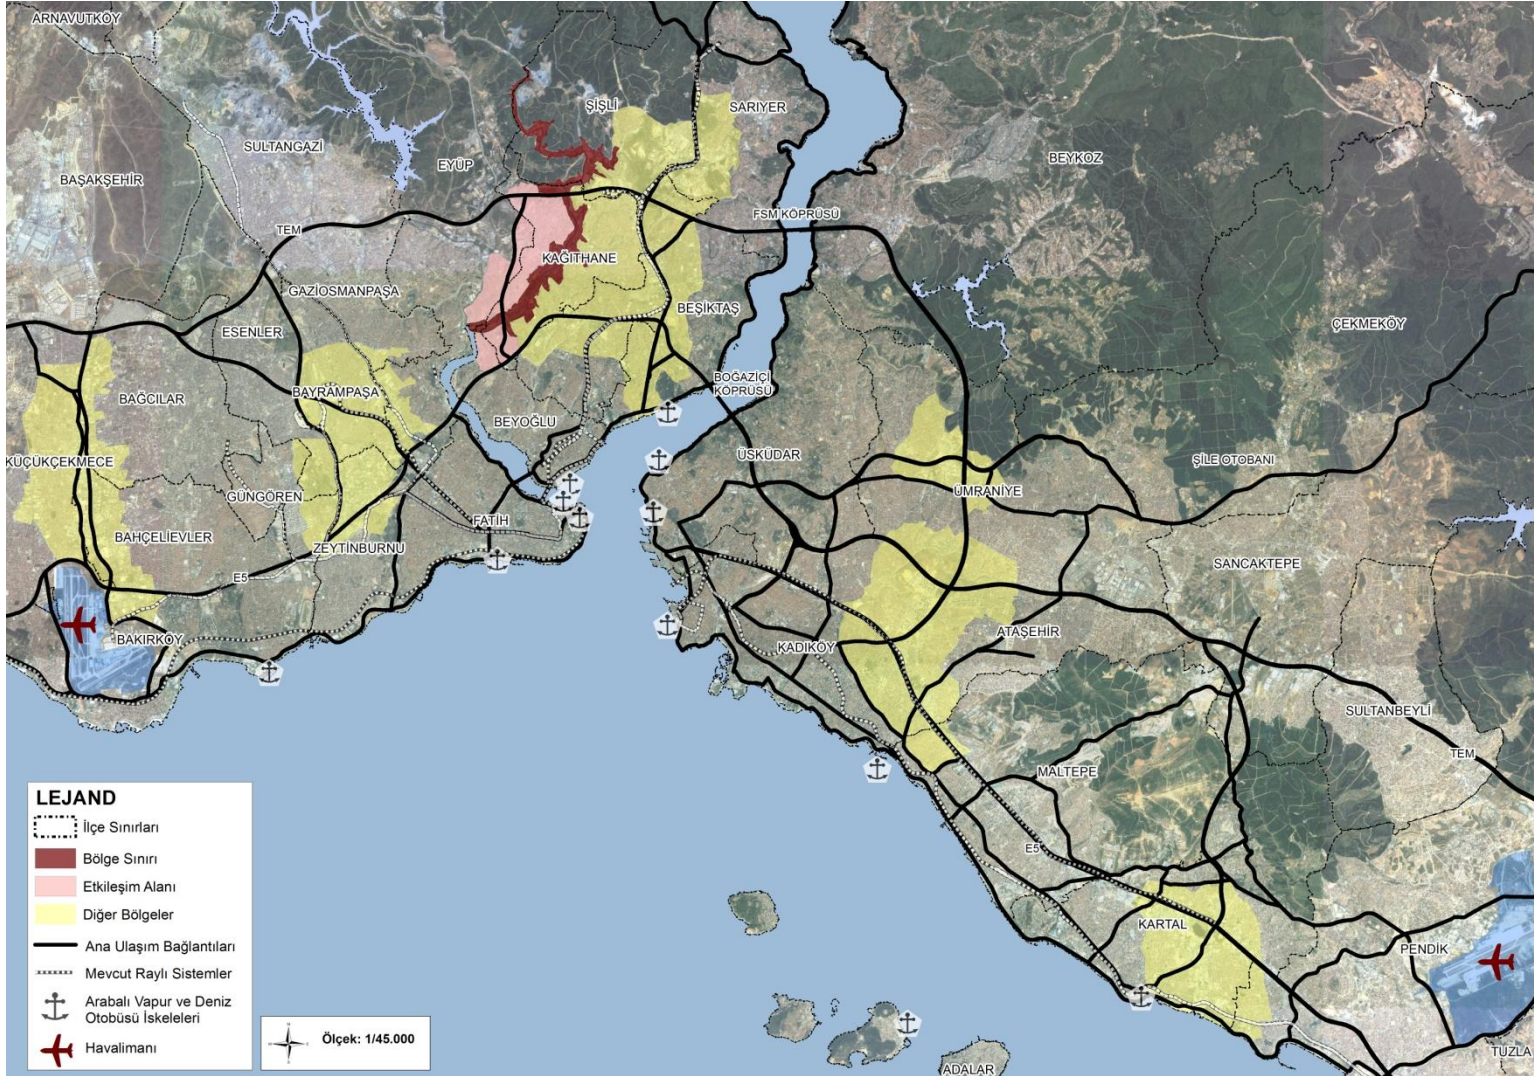 ARNAVUTKÖY
ŞİŞLİ
SARIYER
SULTANGAZİ
EYÜP
BEYKOZ
BAŞAKŞEHİR
FSM KÖPRÜSÜ
TEM
KAĞITHANE
GAZİOSMANPAŞA
BEŞİKTAŞ
ESENLER
ÇEKMEKÖY
BOĞAZİÇİ
KÖPRÜSÜ
BAYRAMPAŞA
BAĞCILAR
BEYOĞLU
ÜSKÜDAR
KÜÇÜKÇEKMECE
ŞİLE OTOBANI
ÜMRANİYE
GÜNGÖREN
FATİH
BAHÇELİEVLER
ZEYTİNBURNU
SANCAKTEPE
E5
BAKIRKÖY
ATAŞEHİR
KADIKÖY
SULTANBEYLİ
TEM
MALTEPE
E5
KARTAL
PENDİK
TUZLA
ADALAR
LEJAND
İlçe Sınırları
Bölge Sınırı
Etkileşim Alanı
Diğer Bölgeler
Ana Ulaşım Bağlantıları
Mevcut Raylı Sistemler
Arabalı Vapur ve Deniz
Otobüsü İskeleleri
Havalimanı
Ölçek: 1/45.000